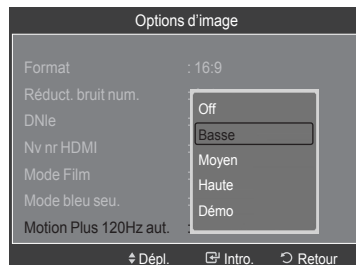 Options d'image
Format : 16:9
Réduct. bruit num. :
DNIe :
Nv nr HDMI :
Mode Film :
Mode bleu seu. :
Motion Plus 120Hz aut. :
Off
Basse
Moyen
Haute
Démo
Dépl. Intro. Retour